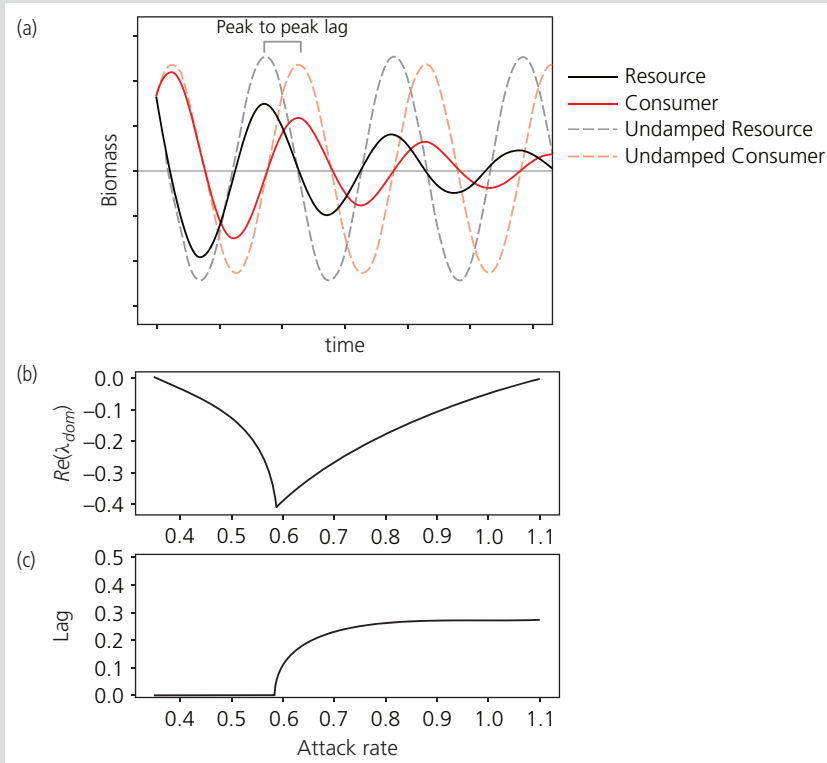 (a)
Peak to peak lag
Biomass
time
Resource
Consumer
Undamped Resource
Undamped Consumer
(b)
Re(λdom)
0.0
−0.1
−0.2
−0.3
−0.4
0.4 0.5 0.6 0.7 0.8 0.9 1.0 1.1
(c)
Lag
0.5
0.4
0.3
0.2
0.1
0.0
0.4 0.5 0.6 0.7 0.8 0.9 1.0 1.1
Attack rate